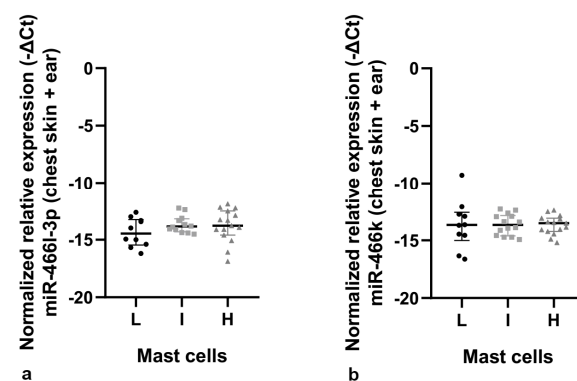 Normalized relative expression (-ΔCt)
miR-466l-3p (chest skin + ear)
0
-5
-10
-15
-20
L I H
Mast cells
a
Normalized relative expression (-ΔCt)
miR-466k (chest skin + ear)
0
-5
-10
-15
-20
L I H
Mast cells
b